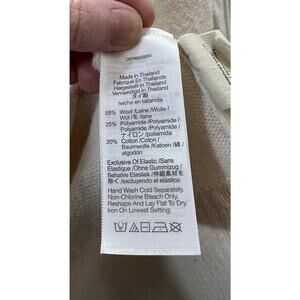 Made In Thailand
Fabriqué En Thaïlande
Hergestellt In Thailand
Vervaardigd in Thailand
タイ製
hecho en tailandia
55% Wool /Laine /Wolle /
Wol /毛 /lana
25% Polyamide /Polyamide /
Polyamid /Polyamide
/ナイロン /poliamida
20% Cotton /Coton /
Baumwolle /Katoen /綿 /
algodón
Exclusive Of Elastic /Sans
Élastique /Ohne Gummizug /
Behalve Elastiek /伸縮素材を
除く /excluyendo el elástico
Hand Wash Cold Separately.
Non-Chlorine Bleach Only.
Reshape And Lay Flat To Dry.
Iron On Lowest Setting.